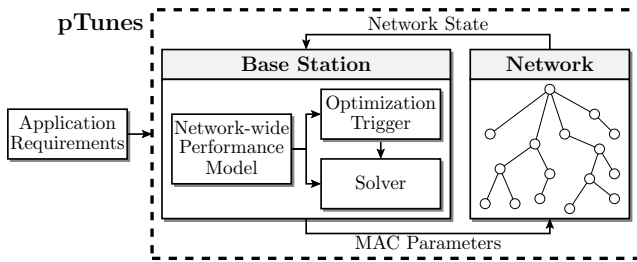 pTunes
Network State
Base Station
Network
Application
Requirements
Network-wide
Performance
Model
Optimization
Trigger
Solver
MAC Parameters